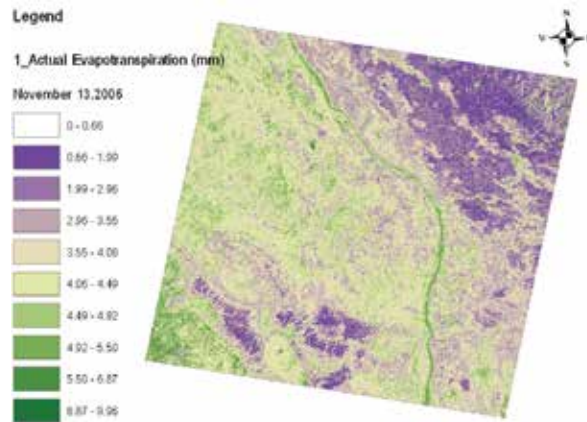 Legend
1_Actual Evapotranspiration (mm)
November 13,2006
0 - 0.66
0.66 - 1.99
1.99 - 2.96
2.96 - 3.55
3.55 - 4.06
4.06 - 4.49
4.49 - 4.92
4.92 - 5.50
5.50 - 6.87
6.87 - 9.96